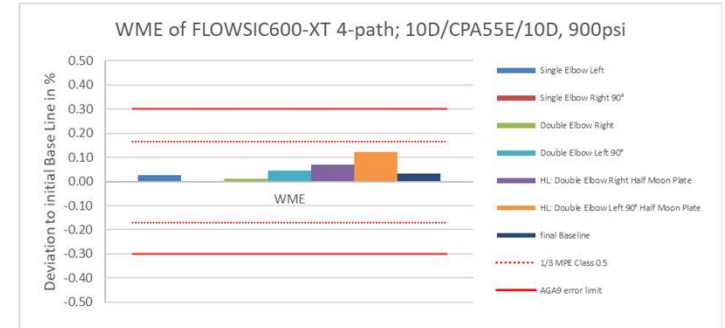 WME of FLOWSIC600-XT 4-path; 10D/CPA55E/10D, 900psi
Deviation to initial Base Line in %
0.50
0.40
0.30
0.20
0.10
0.00
-0.10
-0.20
-0.30
-0.40
-0.50
WME
Single Elbow Left
Single Elbow Right 90°
Double Elbow Right
Double Elbow Left 90°
HL: Double Elbow Right Half Moon Plate
HL: Double Elbow Left 90° Half Moon Plate
final Baseline
1/3 MPE Class 0.5
AGA9 error limit